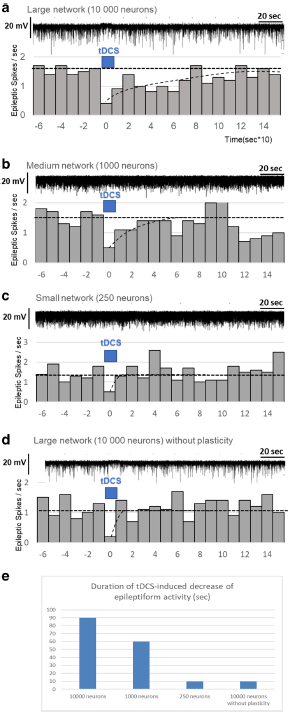 a Large network (10 000 neurons)
20 sec
20 mV
tDCS
Epileptic Spikes / sec
2
1
0
-6 -4 -2 0 2 4 6 8 10 12 14
Time(sec*10)
b Medium network (1000 neurons)
20 sec
20 mV
tDCS
Epileptic Spikes / sec
2
1
0
-6 -4 -2 0 2 4 6 8 10 12 14
c Small network (250 neurons)
20 sec
20 mV
tDCS
Epileptic Spikes / sec
3
2
1
0
-6 -4 -2 0 2 4 6 8 10 12 14
d Large network (10 000 neurons) without plasticity
20 sec
20 mV
tDCS
Epileptic Spikes / sec
2
1
0
-6 -4 -2 0 2 4 6 8 10 12 14
e
Duration of tDCS-induced decrease of
epileptiform activity (sec)
100
90
80
70
60
50
40
30
20
10
0
10000 neurons 1000 neurons 250 neurons 10000 neurons
without plasticity